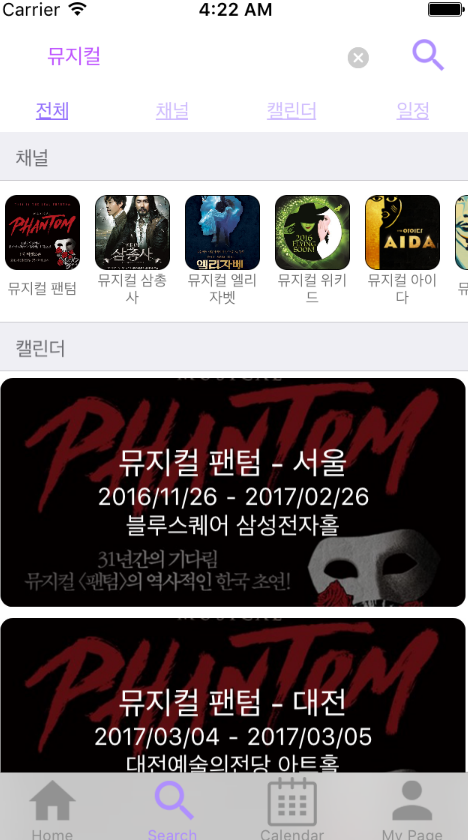 Carrier 4:22 AM
뮤지컬
전체 채널 캘린더 일정
채널
PHANTOM
삼총사
엘리자벳
2016 FLYING SOON!
아이다
AIDA
뮤지컬 팬텀
뮤지컬 삼총
사
뮤지컬 엘리
자벳
뮤지컬 위키
드
뮤지컬 아이
다
뮤
캘린더
MUSICAL
PHANTOM
뮤지컬 팬텀 - 서울
2016/11/26 - 2017/02/26
블루스퀘어 삼성전자홀
31년간의 기다림
뮤지컬 〈팬텀〉의 역사적인 한국 초연!
MUSICAL
PHANTOM
뮤지컬 팬텀 - 대전
2017/03/04 - 2017/03/05
대전예술의전당 아트홀
Home Search Calendar My Page